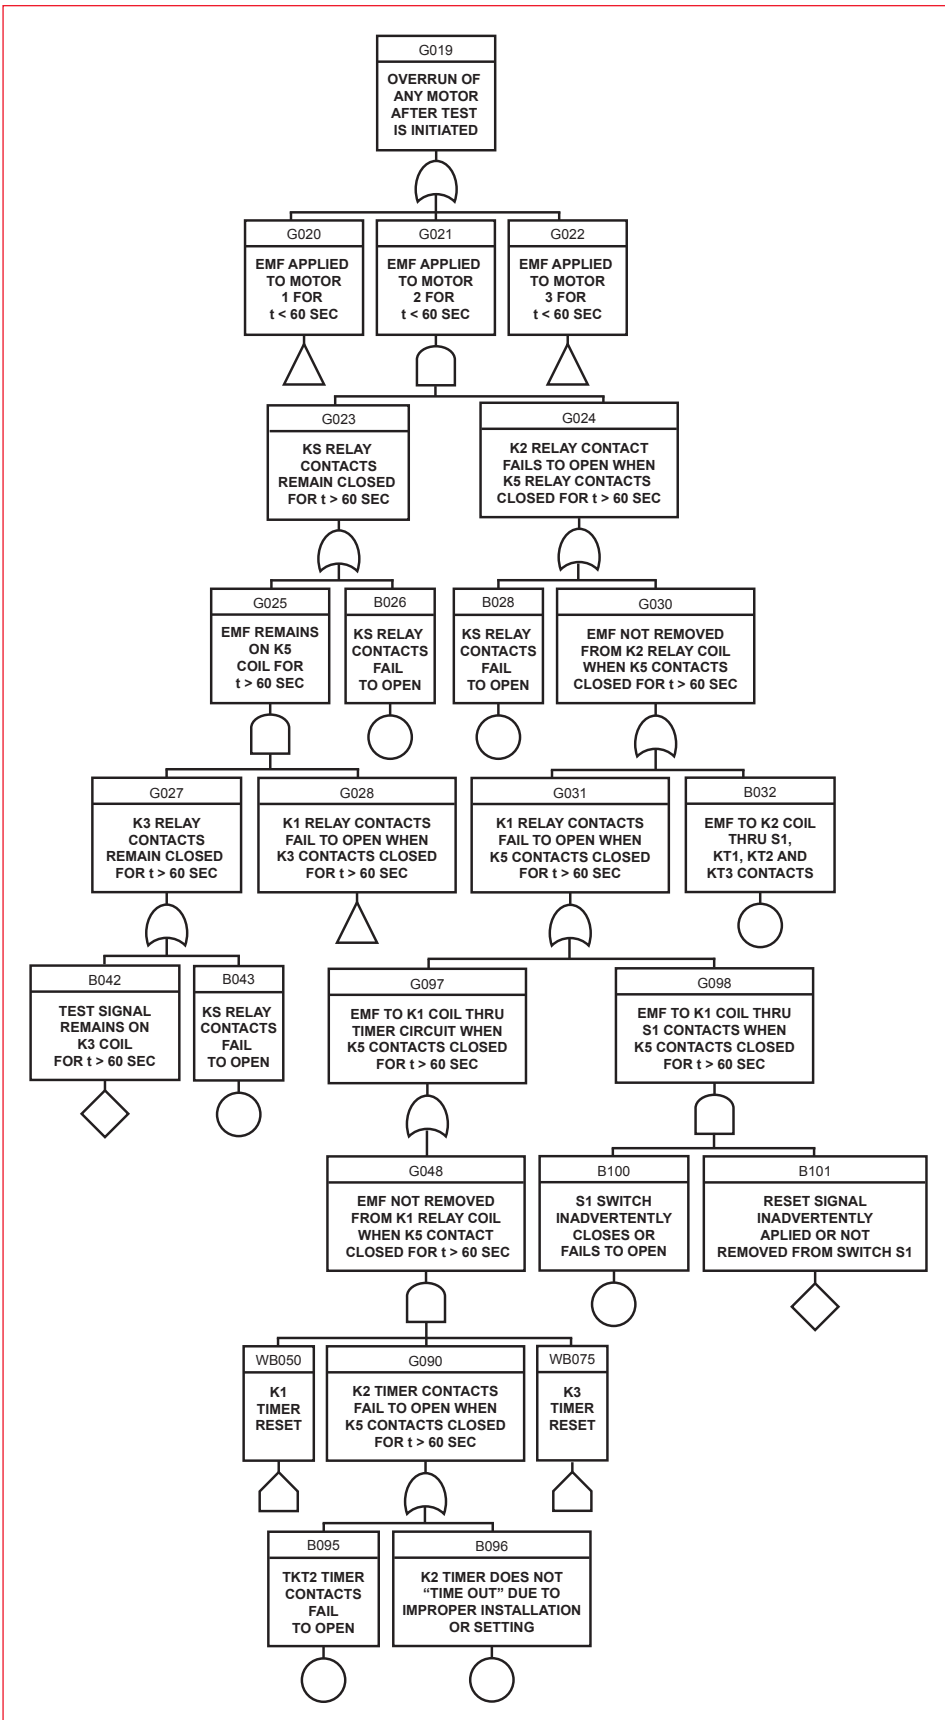 G019
OVERRUN OF
ANY MOTOR
AFTER TEST
IS INITIATED
G020
EMF APPLIED
TO MOTOR
1 FOR
t < 60 SEC
G021
EMF APPLIED
TO MOTOR
2 FOR
t < 60 SEC
G022
EMF APPLIED
TO MOTOR
3 FOR
t < 60 SEC
G023
KS RELAY
CONTACTS
REMAIN CLOSED
FOR t > 60 SEC
G024
K2 RELAY CONTACT
FAILS TO OPEN WHEN
K5 RELAY CONTACTS
CLOSED FOR t > 60 SEC
G025
EMF REMAINS
ON K5
COIL FOR
t > 60 SEC
B026
KS RELAY
CONTACTS
FAIL
TO OPEN
B028
KS RELAY
CONTACTS
FAIL
TO OPEN
G030
EMF NOT REMOVED
FROM K2 RELAY COIL
WHEN K5 CONTACTS
CLOSED FOR t > 60 SEC
G027
K3 RELAY
CONTACTS
REMAIN CLOSED
FOR t > 60 SEC
G028
K1 RELAY CONTACTS
FAIL TO OPEN WHEN
K3 CONTACTS CLOSED
FOR t > 60 SEC
G031
K1 RELAY CONTACTS
FAIL TO OPEN WHEN
K5 CONTACTS CLOSED
FOR t > 60 SEC
B032
EMF TO K2 COIL
THRU S1,
KT1, KT2 AND
KT3 CONTACTS
B042
TEST SIGNAL
REMAINS ON
K3 COIL
FOR t > 60 SEC
B043
KS RELAY
CONTACTS
FAIL
TO OPEN
G097
EMF TO K1 COIL THRU
TIMER CIRCUIT WHEN
K5 CONTACTS CLOSED
FOR t > 60 SEC
G098
EMF TO K1 COIL THRU
S1 CONTACTS WHEN
K5 CONTACTS CLOSED
FOR t > 60 SEC
G048
EMF NOT REMOVED
FROM K1 RELAY COIL
WHEN K5 CONTACT
CLOSED FOR t > 60 SEC
B100
S1 SWITCH
INADVERTENTLY
CLOSES OR
FAILS TO OPEN
B101
RESET SIGNAL
INADVERTENTLY
APLIED OR NOT
REMOVED FROM SWITCH S1
WB050
K1
TIMER
RESET
G090
K2 TIMER CONTACTS
FAIL TO OPEN WHEN
K5 CONTACTS CLOSED
FOR t > 60 SEC
WB075
K3
TIMER
RESET
B095
TKT2 TIMER
CONTACTS
FAIL
TO OPEN
B096
K2 TIMER DOES NOT
“TIME OUT” DUE TO
IMPROPER INSTALLATION
OR SETTING